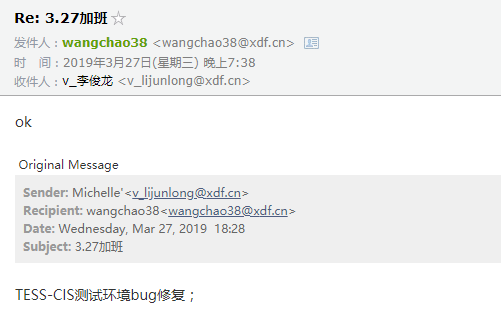 Re: 3.27加班 ☆
发件人：wangchao38 <wangchao38@xdf.cn>
时　间：2019年3月27日(星期三) 晚上7:38
收件人：v_李俊龙 <v_lijunlong@xdf.cn>
ok
Original Message
Sender: Michelle'<v_lijunlong@xdf.cn>
Recipient: wangchao38<wangchao38@xdf.cn>
Date: Wednesday, Mar 27, 2019 18:28
Subject: 3.27加班
TESS-CIS测试环境bug修复；